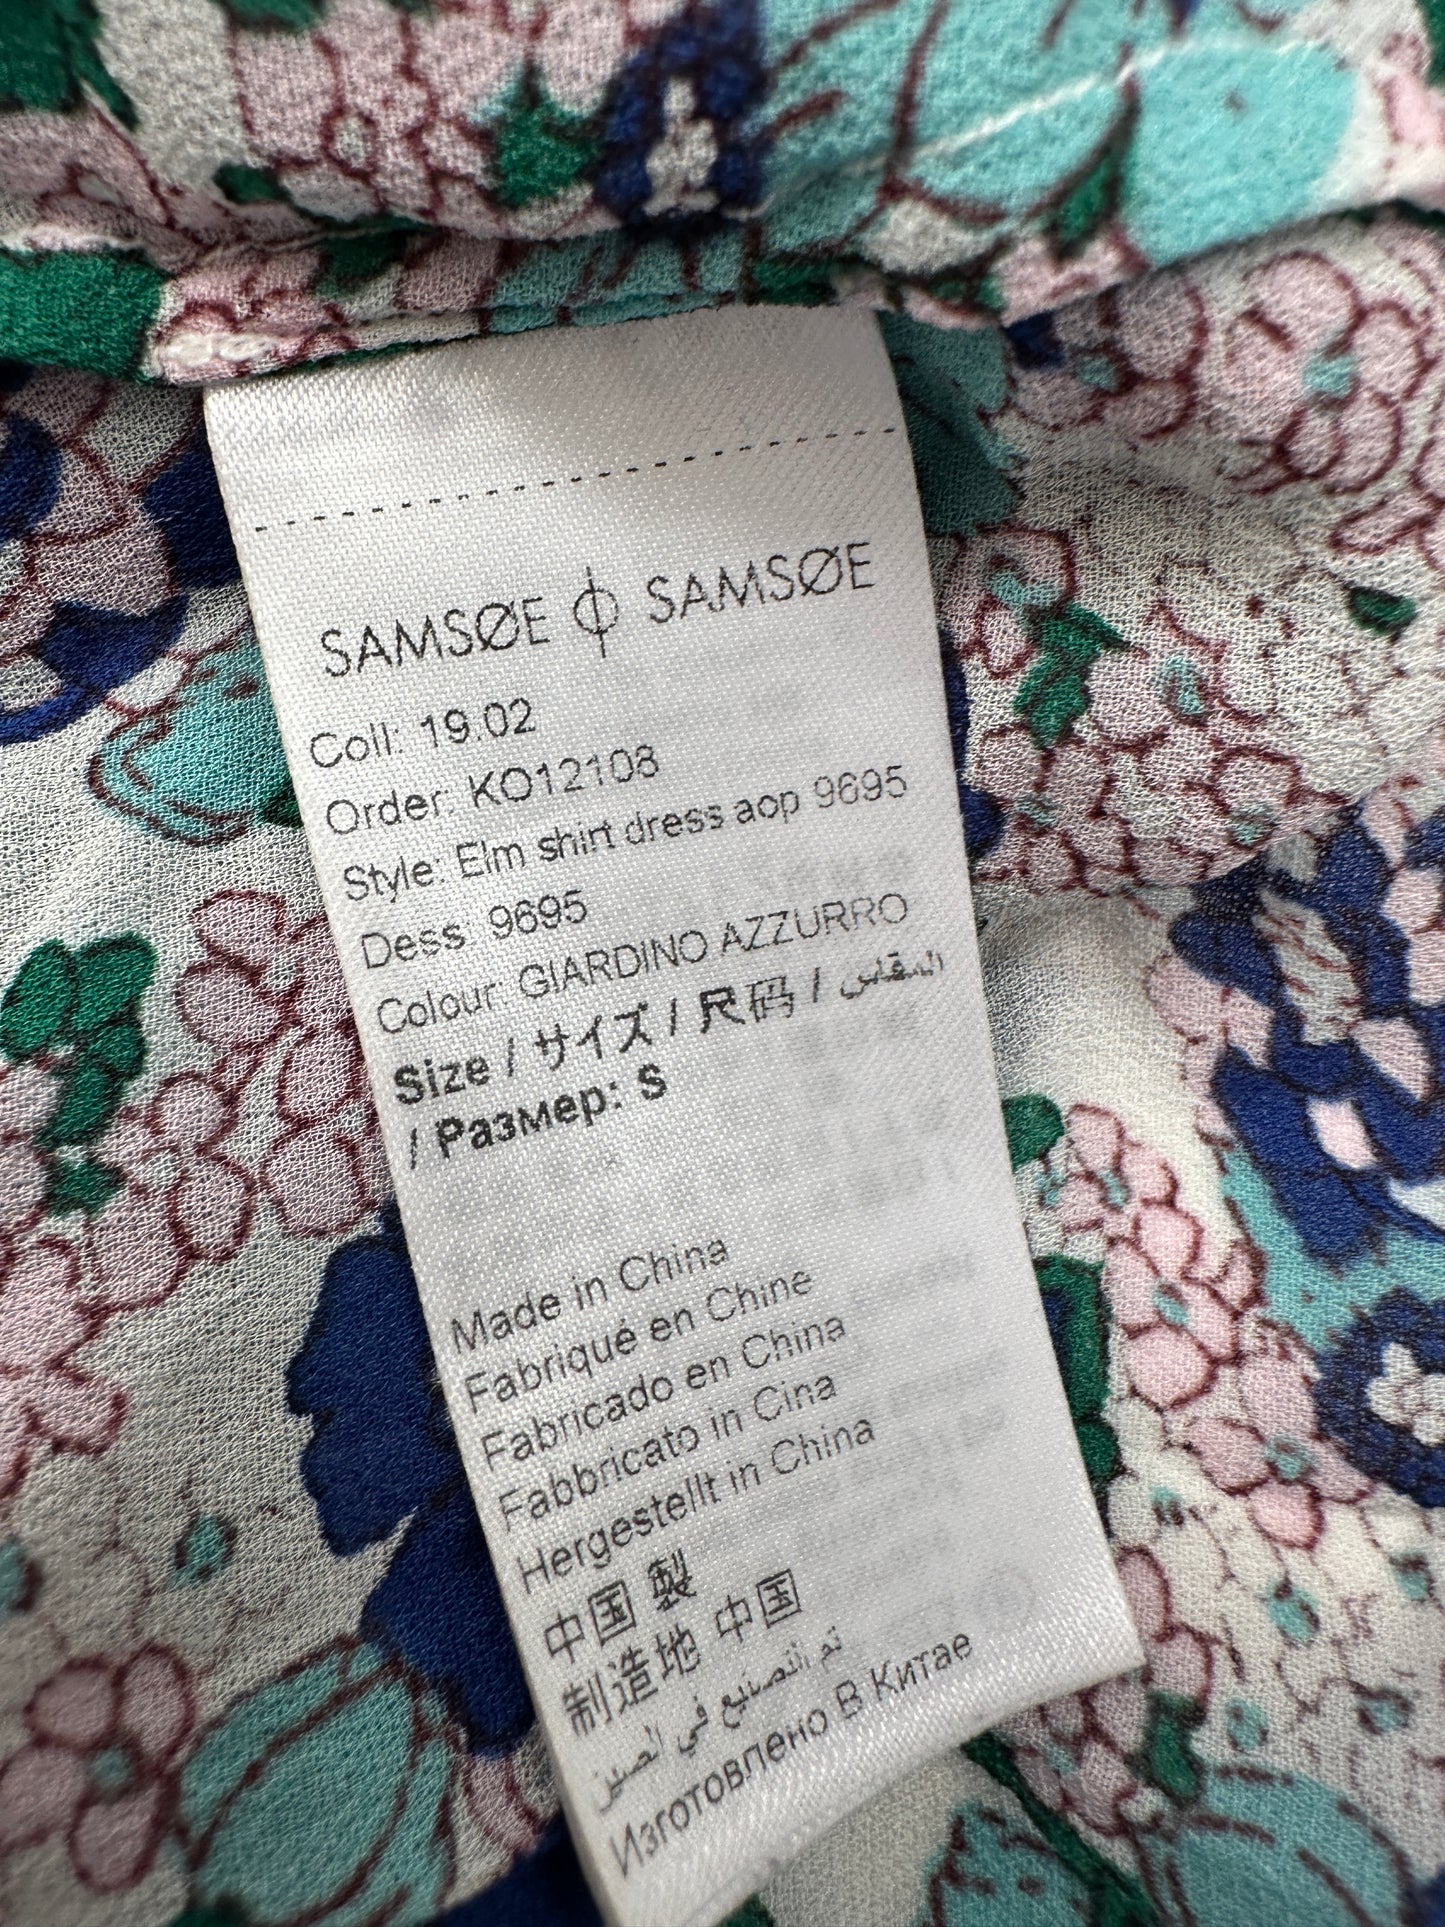 SAMSØE Φ SAMSØE
Coll: 19.02
Order: KO12108
Style: Elm shirt dress aop 9695
Dess: 9695
Colour: GIARDINO AZZURRO
Size / サイズ / 尺码 / المقاس
/ Размер: S
Made in China
Fabriqué en Chine
Fabricado en China
Fabbricato in Cina
Hergestellt in China
中国 製
制造地 中国
تم التصنيع في الصين
Изготовлено В Китае